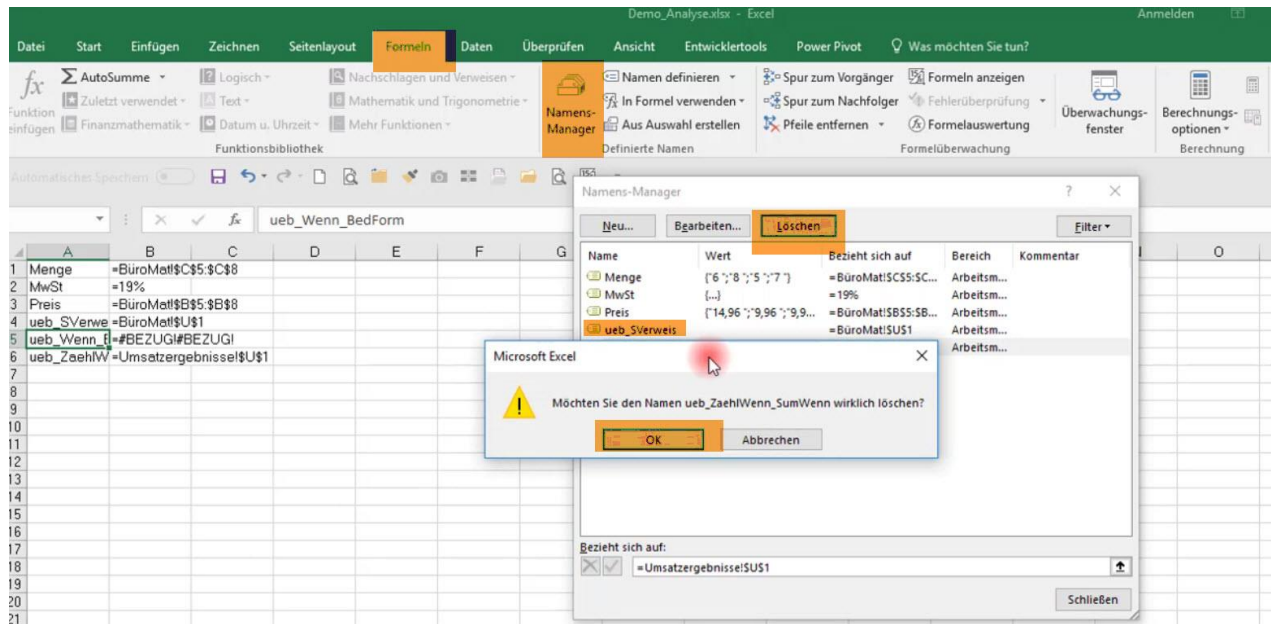 Demo_Analyse.xlsx - Excel
Anmelden
Datei Start Einfügen Zeichnen Seitenlayout Formeln Daten Überprüfen Ansicht Entwicklertools Power Pivot Was möchten Sie tun?
fx
Funktion einfügen
AutoSumme
Zuletzt verwendet
Finanzmathematik
Logisch
Text
Datum u. Uhrzeit
Nachschlagen und Verweisen
Mathematik und Trigonometrie
Mehr Funktionen
Funktionsbibliothek
Namens-
Manager
Namen definieren
In Formel verwenden
Aus Auswahl erstellen
Definierte Namen
Spur zum Vorgänger
Spur zum Nachfolger
Pfeile entfernen
Formeln anzeigen
Fehlerüberprüfung
Formelauswertung
Formelüberwachung
Überwachungs-
fenster
Berechnungs-
optionen
Berechnung
Automatisches Speichern
fx ueb_Wenn_BedForm
A B C D E F G O
1 Menge =BüroMat!$C$5:$C$8
2 MwSt =19%
3 Preis =BüroMat!$B$5:$B$8
4 ueb_SVerwe =BüroMat!$U$1
5 ueb_Wenn_B =#BEZUG!#BEZUG!
6 ueb_ZaehlW =Umsatzergebnisse!$U$1
7
8
9
10
11
12
13
14
15
16
17
18
19
20
21
Namens-Manager ? ×
Neu... Bearbeiten... Löschen Filter
Name Wert Bezieht sich auf Bereich Kommentar
Menge {"6 ";"8 ";"5 ";"7 "} =BüroMat!$C$5:$C... Arbeitsm...
MwSt {...} =19% Arbeitsm...
Preis {"14,96 ";"9,96 ";"9,9... =BüroMat!$B$5:$B... Arbeitsm...
ueb_SVerweis =BüroMat!$U$1 Arbeitsm...
Arbeitsm...
Microsoft Excel
Möchten Sie den Namen ueb_ZaehlWenn_SumWenn wirklich löschen?
OK Abbrechen
Bezieht sich auf:
=Umsatzergebnisse!$U$1
Schließen